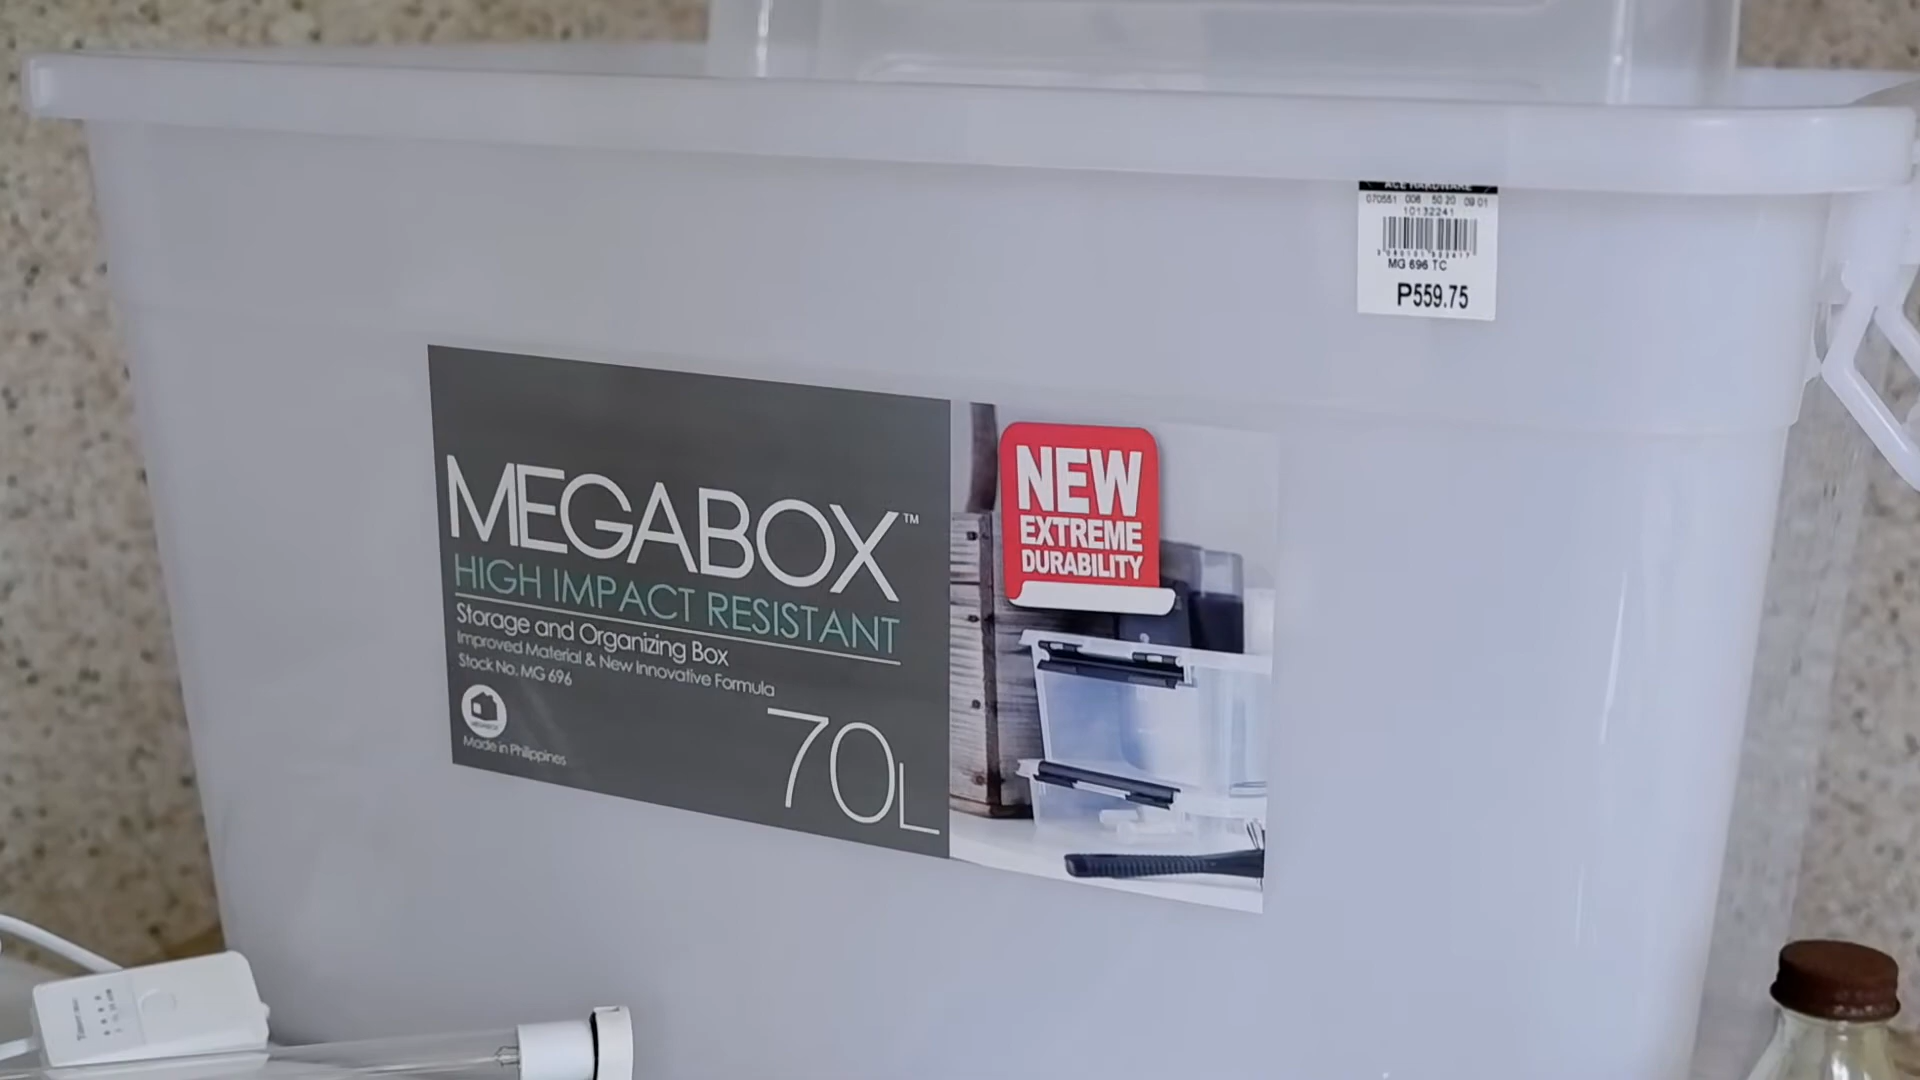 ACE HARDWARE
070551 006 50 20 09 01
10132241
MG 696 TC
P559.75
MEGABOX™
HIGH IMPACT RESISTANT
Storage and Organizing Box
Improved Material & New Innovative Formula
Stock No. MG 696
MEGABOX
Made in Philippines
70L
NEW
EXTREME
DURABILITY